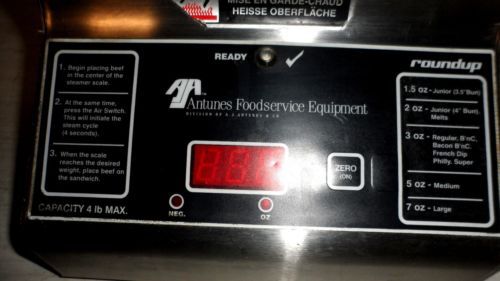 MISE EN GARDE-CHAUD
HEISSE OBERFLÄCHE
READY
roundup
1. Begin placing beef
in the center of the
steamer scale.
2. At the same time,
press the Air Switch.
This will initiate the
steam cycle
(4 seconds).
3. When the scale
reaches the desired
weight, place beef on
the sandwich.
CAPACITY 4 lb MAX.
AJA
Antunes Foodservice Equipment
DIVISION OF A.J. ANTUNES & CO
ZERO
(ON)
NEG.
OZ
1.5 oz - Junior (3.5"Bun)
2 oz - Junior (4" Bun),
Melts
3 oz - Regular, B'nC,
Bacon B'nC,
French Dip
Philly, Super
5 oz - Medium
7 oz - Large